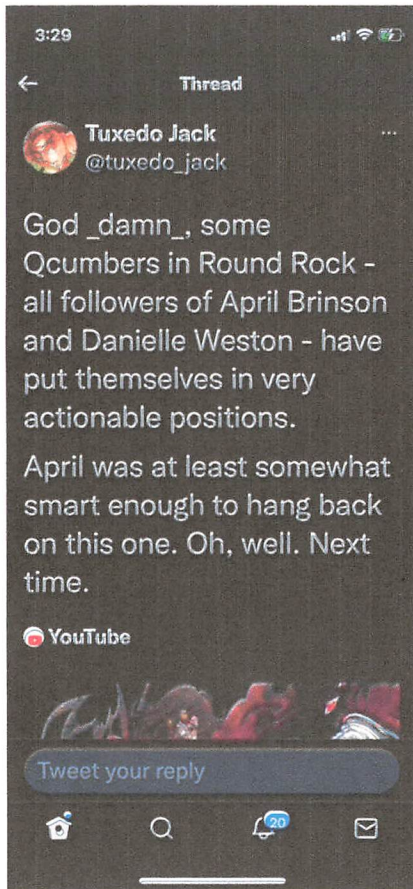 3:29
Thread
Tuxedo Jack
@tuxedo_jack
God _damn_, some
Qcumbers in Round Rock -
all followers of April Brinson
and Danielle Weston - have
put themselves in very
actionable positions.
April was at least somewhat
smart enough to hang back
on this one. Oh, well. Next
time.
YouTube
Tweet your reply
20